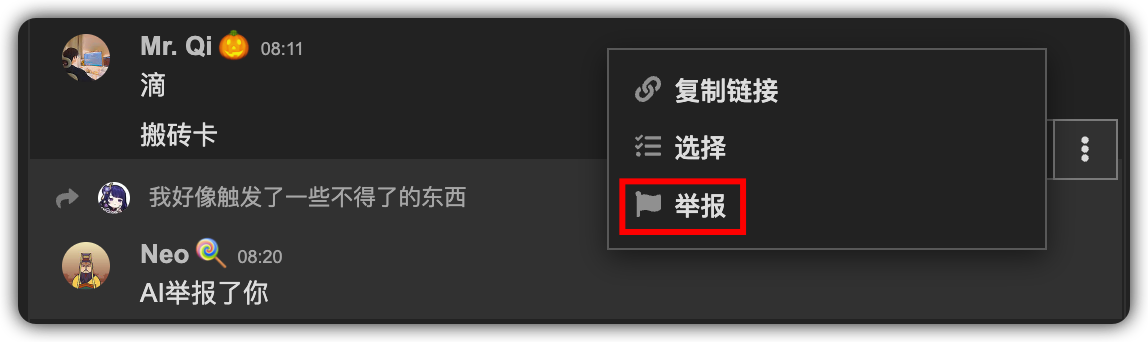 Mr. Qi🎃 08:11
滴
搬砖卡
我好像触发了一些不得了的东西
Neo🍭 08:20
AI举报了你
复制链接
选择
举报